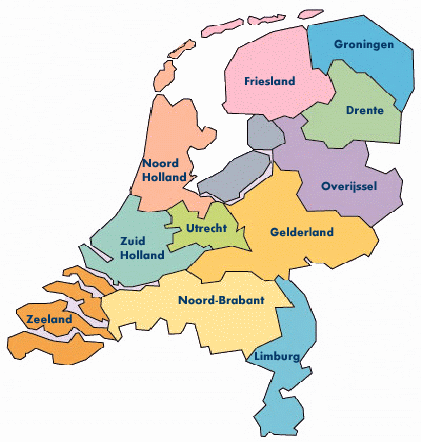 Groningen
Friesland
Drente
Noord
Holland
Overijssel
Utrecht
Gelderland
Zuid
Holland
Noord-Brabant
Zeeland
Limburg